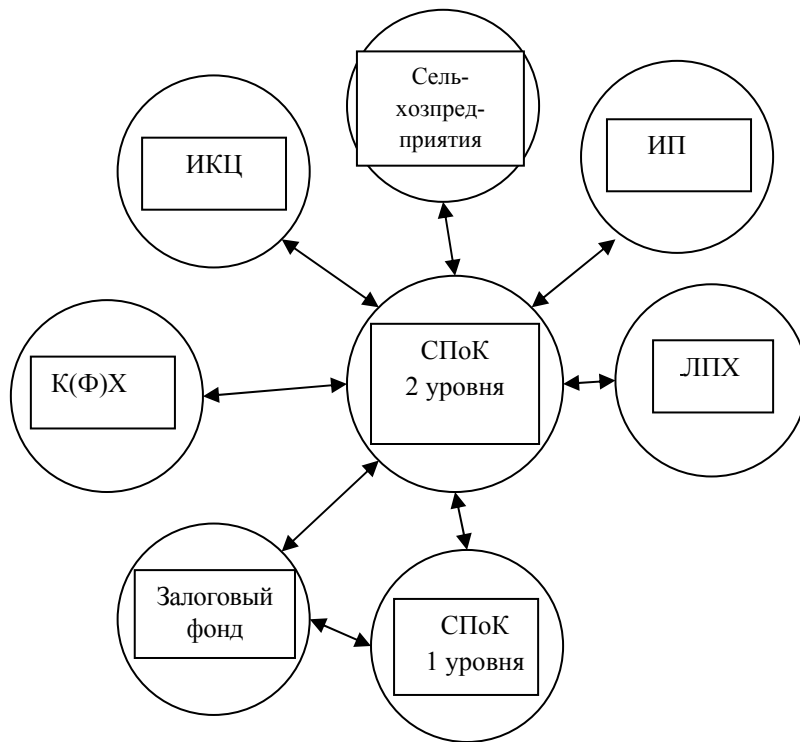 Сель-
хозпред-
приятия
ИКЦ
ИП
СПоК
2 уровня
К(Ф)Х
ЛПХ
Залоговый
фонд
СПоК
1 уровня